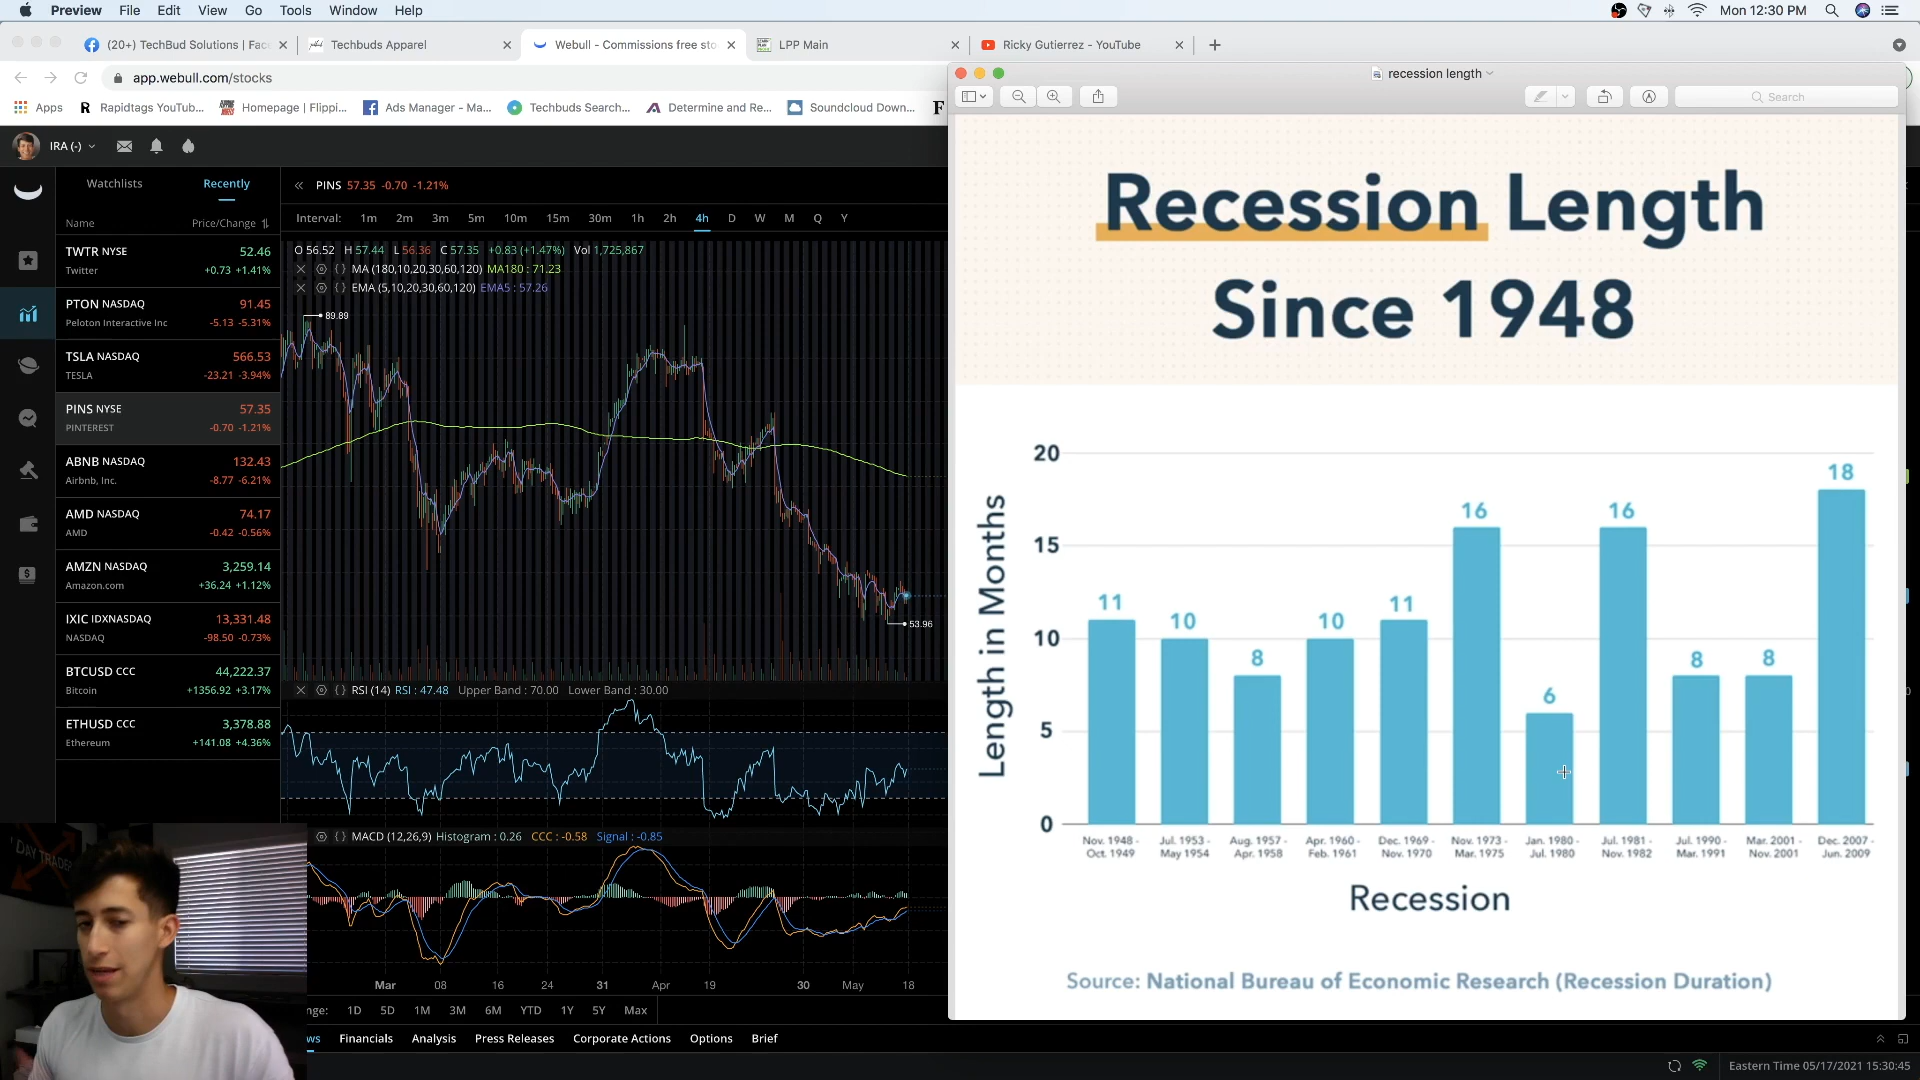 Preview File Edit View Go Tools Window Help
Mon 12:30 PM
(20+) TechBud Solutions | Fac
Techbuds Apparel
Webull - Commissions free sto
LPP Main
Ricky Gutierrez - YouTube
app.webull.com/stocks
Apps
Rapidtags YouTub...
Homepage | Flippi...
Ads Manager - Ma...
Techbuds Search...
Determine and Re...
Soundcloud Down...
F
recession length
Search
IRA (-)
Watchlists Recently
Name Price/Change
TWTR NYSE 52.46
Twitter +0.73 +1.41%
PTON NASDAQ 91.45
Peloton Interactive Inc -5.13 -5.31%
TSLA NASDAQ 566.53
TESLA -23.21 -3.94%
PINS NYSE 57.35
PINTEREST -0.70 -1.21%
ABNB NASDAQ 132.43
Airbnb, Inc. -8.77 -6.21%
AMD NASDAQ 74.17
AMD -0.42 -0.56%
AMZN NASDAQ 3,259.14
Amazon.com +36.24 +1.12%
IXIC IDXNASDAQ 13,331.48
NASDAQ -98.50 -0.73%
BTCUSD CCC 44,222.37
Bitcoin +1356.92 +3.17%
ETHUSD CCC 3,378.88
Ethereum +141.08 +4.36%
PINS 57.35 -0.70 -1.21%
Interval: 1m 2m 3m 5m 10m 15m 30m 1h 2h 4h D W M Q Y
O 56.52 H 57.44 L 56.36 C 57.35 +0.83 (+1.47%) Vol 1,725,867
MA (180,10,20,30,60,120) MA180 : 71.23
EMA (5,10,20,30,60,120) EMA5 : 57.26
89.89
53.96
RSI (14) RSI : 47.48 Upper Band : 70.00 Lower Band : 30.00
MACD (12,26,9) Histogram : 0.26 CCC : -0.58 Signal : -0.85
Mar 08 16 24 31 Apr 19 30 May 18
nge: 1D 5D 1M 3M 6M YTD 1Y 5Y Max
ws Financials Analysis Press Releases Corporate Actions Options Brief
DAY TRADER
Recession Length
Since 1948
Length in Months
20
15
10
5
0
11 10 8 10 11 16 6 16 8 8 18
Nov. 1948 - Jul. 1953 - Aug. 1957 - Apr. 1960 - Dec. 1969 - Nov. 1973 - Jan. 1980 - Jul. 1981 - Jul. 1990 - Mar. 2001 - Dec. 2007 -
Oct. 1949 May 1954 Apr. 1958 Feb. 1961 Nov. 1970 Mar. 1975 Jul. 1980 Nov. 1982 Mar. 1991 Nov. 2001 Jun. 2009
Recession
Source: National Bureau of Economic Research (Recession Duration)
Eastern Time 05/17/2021 15:30:45